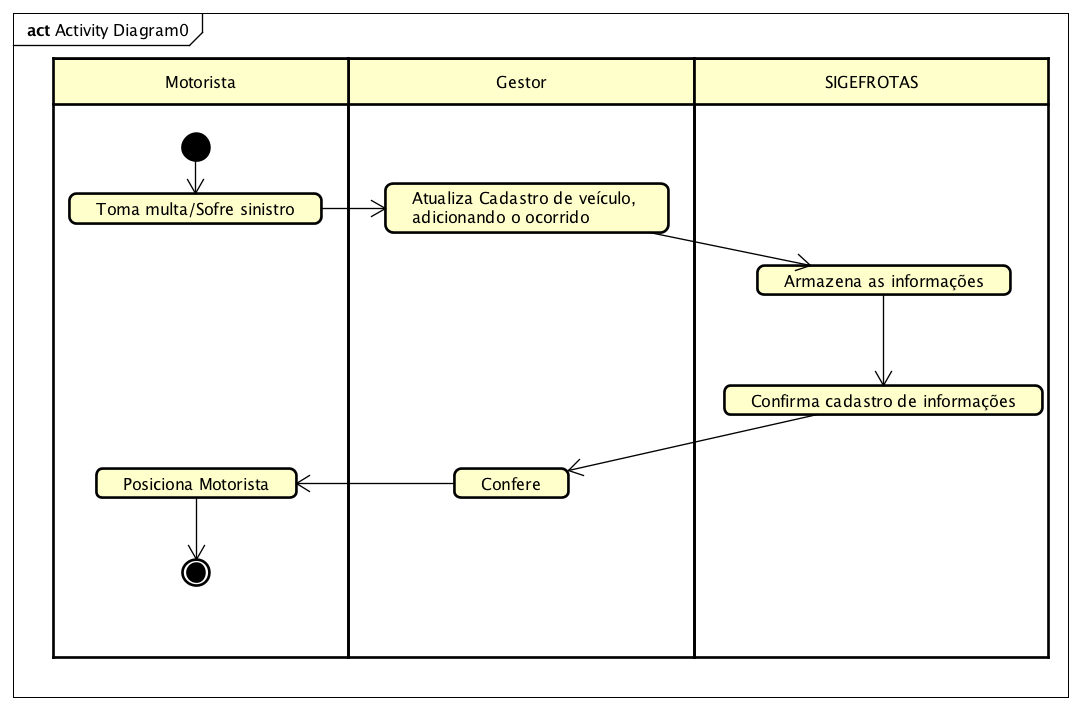 act Activity Diagram0
Motorista
Gestor
SIGEFROTAS
Toma multa/Sofre sinistro
Atualiza Cadastro de veículo,
adicionando o ocorrido
Armazena as informações
Confirma cadastro de informações
Posiciona Motorista
Confere